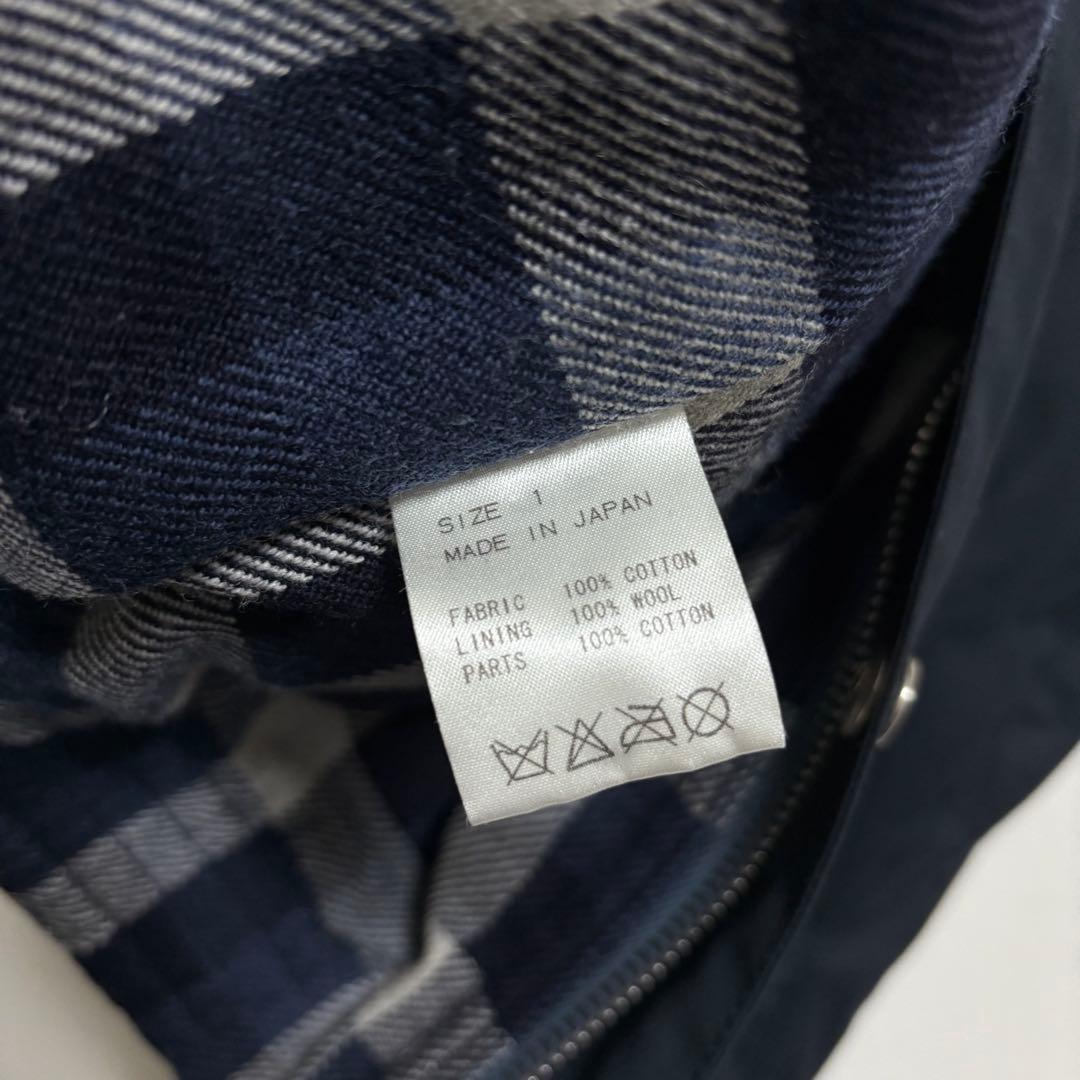 SIZE 1
MADE IN JAPAN
FABRIC 100% COTTON
LINING 100% WOOL
PARTS 100% COTTON